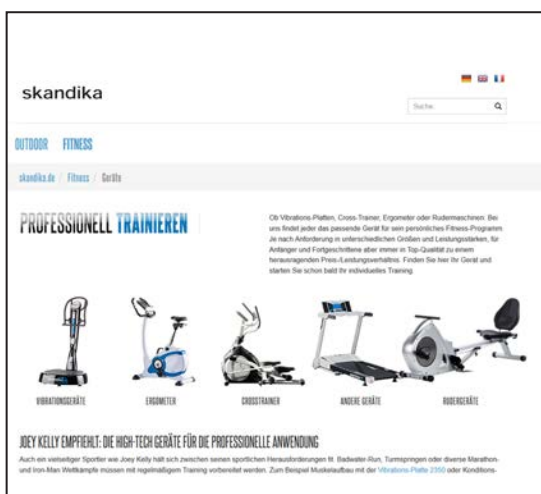 skandika
Suche
OUTDOOR FITNESS
skandika.de / Fitness / Geräte
PROFESSIONELL TRAINIEREN
Ob Vibrations-Platten, Cross-Trainer, Ergometer oder Rudermaschinen: Bei
uns findet jeder das passende Gerät für sein persönliches Fitness-Programm
Je nach Anforderung in unterschiedlichen Größen und Leistungsstärken, für
Anfänger und Fortgeschrittene aber immer in Top-Qualität zu einem
herausragenden Preis-/Leistungsverhältnis. Finden Sie hier Ihr Gerät und
starten Sie schon bald Ihr individuelles Training.
VIBRATIONSGERÄTE ERGOMETER CROSSTRAINER ANDERE GERÄTE RUDERGERÄTE
JOEY KELLY EMPFIEHLT: DIE HIGH-TECH GERÄTE FÜR DIE PROFESSIONELLE ANWENDUNG
Auch ein vielseitiger Sportler wie Joey Kelly hält sich zwischen seinen sportlichen Herausforderungen fit. Badwater-Run, Turmspringen oder diverse Marathon-
und Iron-Man Wettkämpfe müssen mit regelmäßigem Training vorbereitet werden. Zum Beispiel Muskelaufbau mit der Vibrations-Platte 2350 oder Konditions-